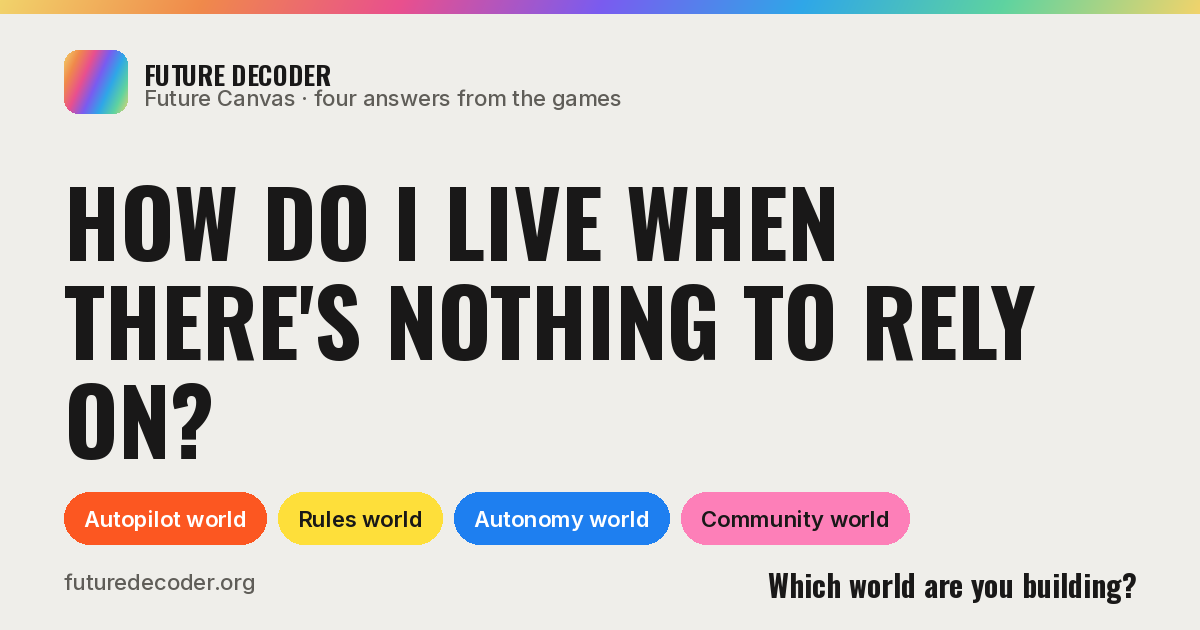 FUTURE DECODER
Future Canvas · four answers from the games
HOW DO I LIVE WHEN
THERE'S NOTHING TO RELY
ON?
Autopilot world Rules world Autonomy world Community world
futuredecoder.org Which world are you building?